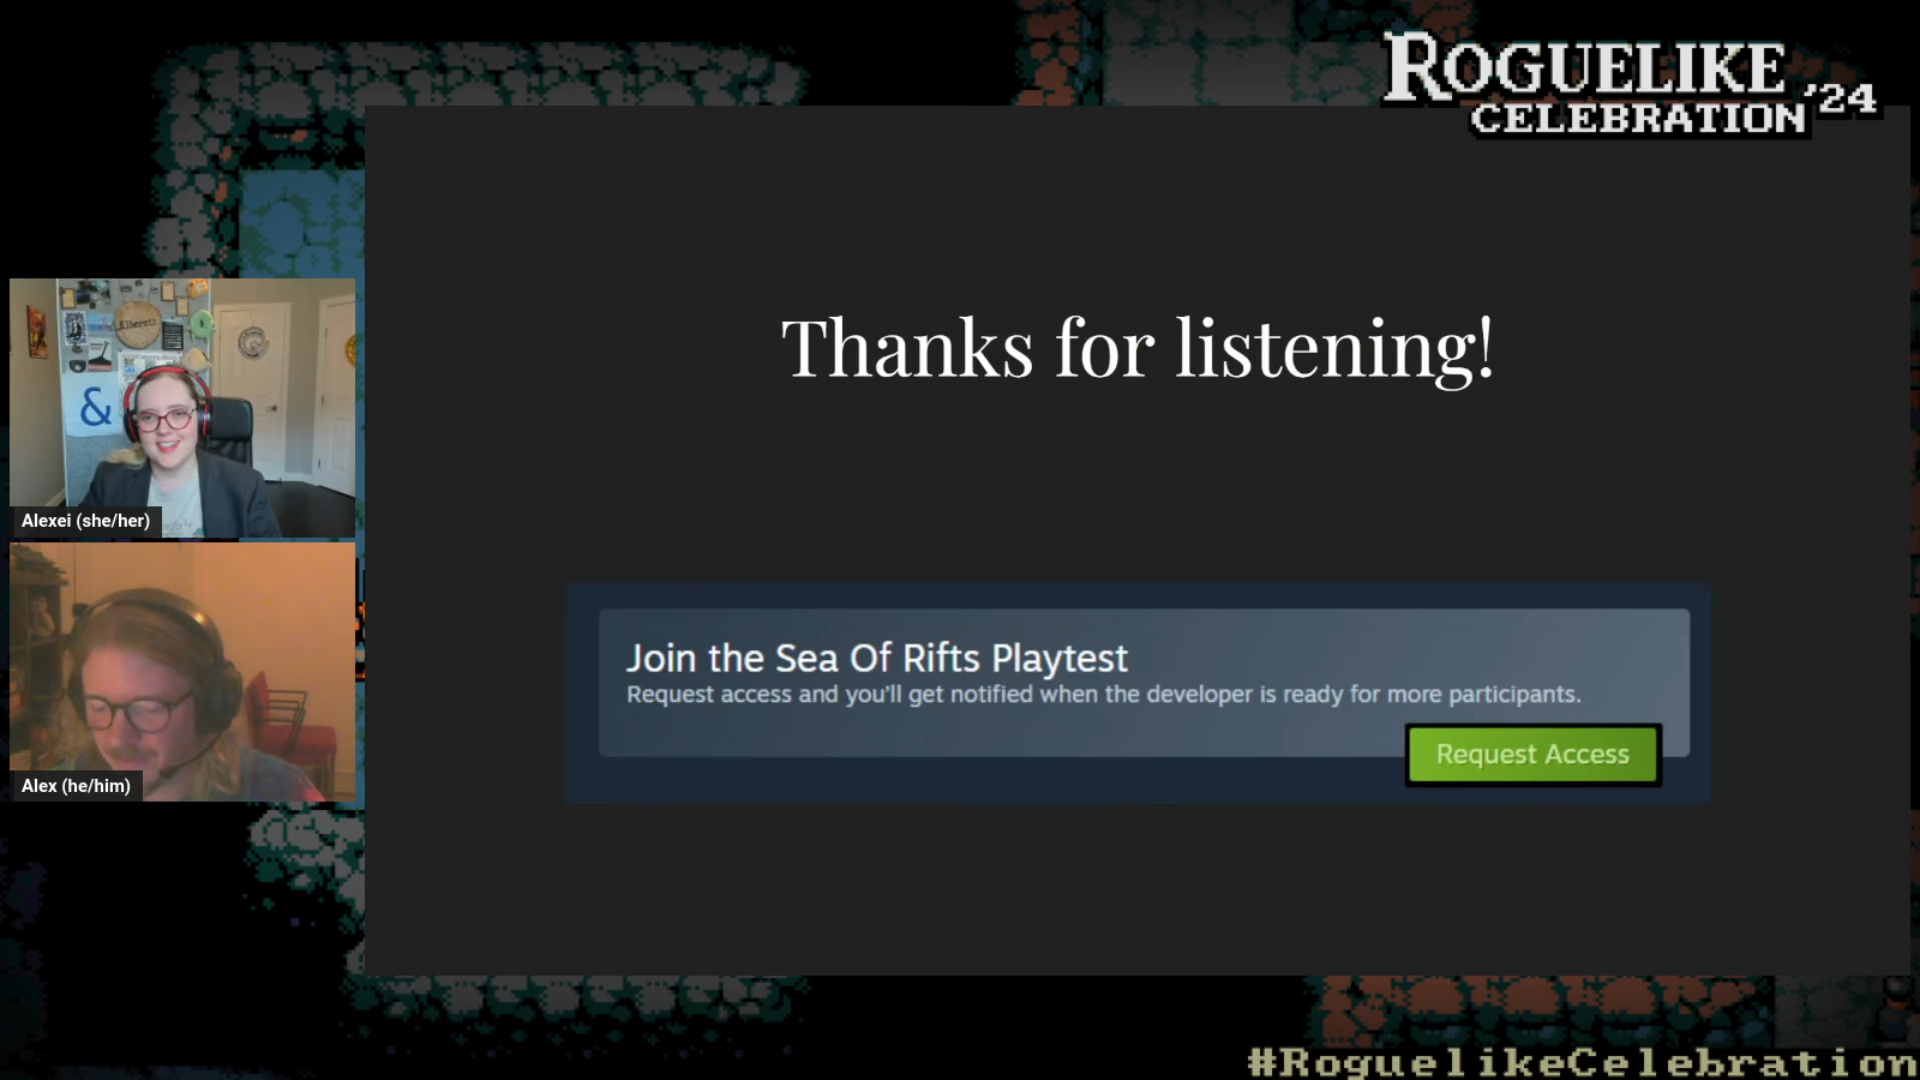 ROGUELIKE
CELEBRATION '24
Thanks for listening!
Elbereth
&
Alexei (she/her)
Join the Sea Of Rifts Playtest
Request access and you'll get notified when the developer is ready for more participants.
Request Access
Alex (he/him)
#RoguelikeCelebration